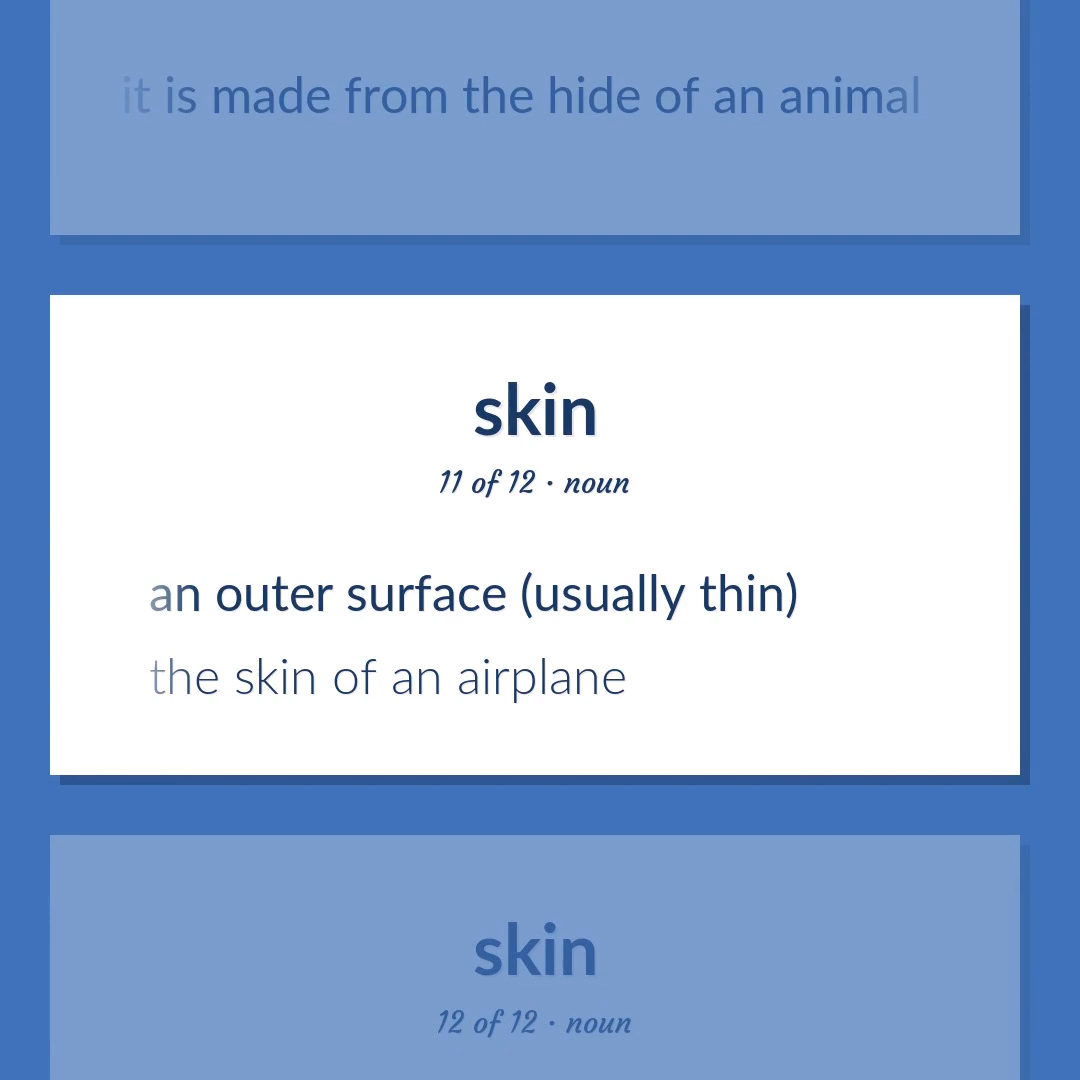 it is made from the hide of an animal
skin
11 of 12 · noun
an outer surface (usually thin)
the skin of an airplane
skin
12 of 12 · noun